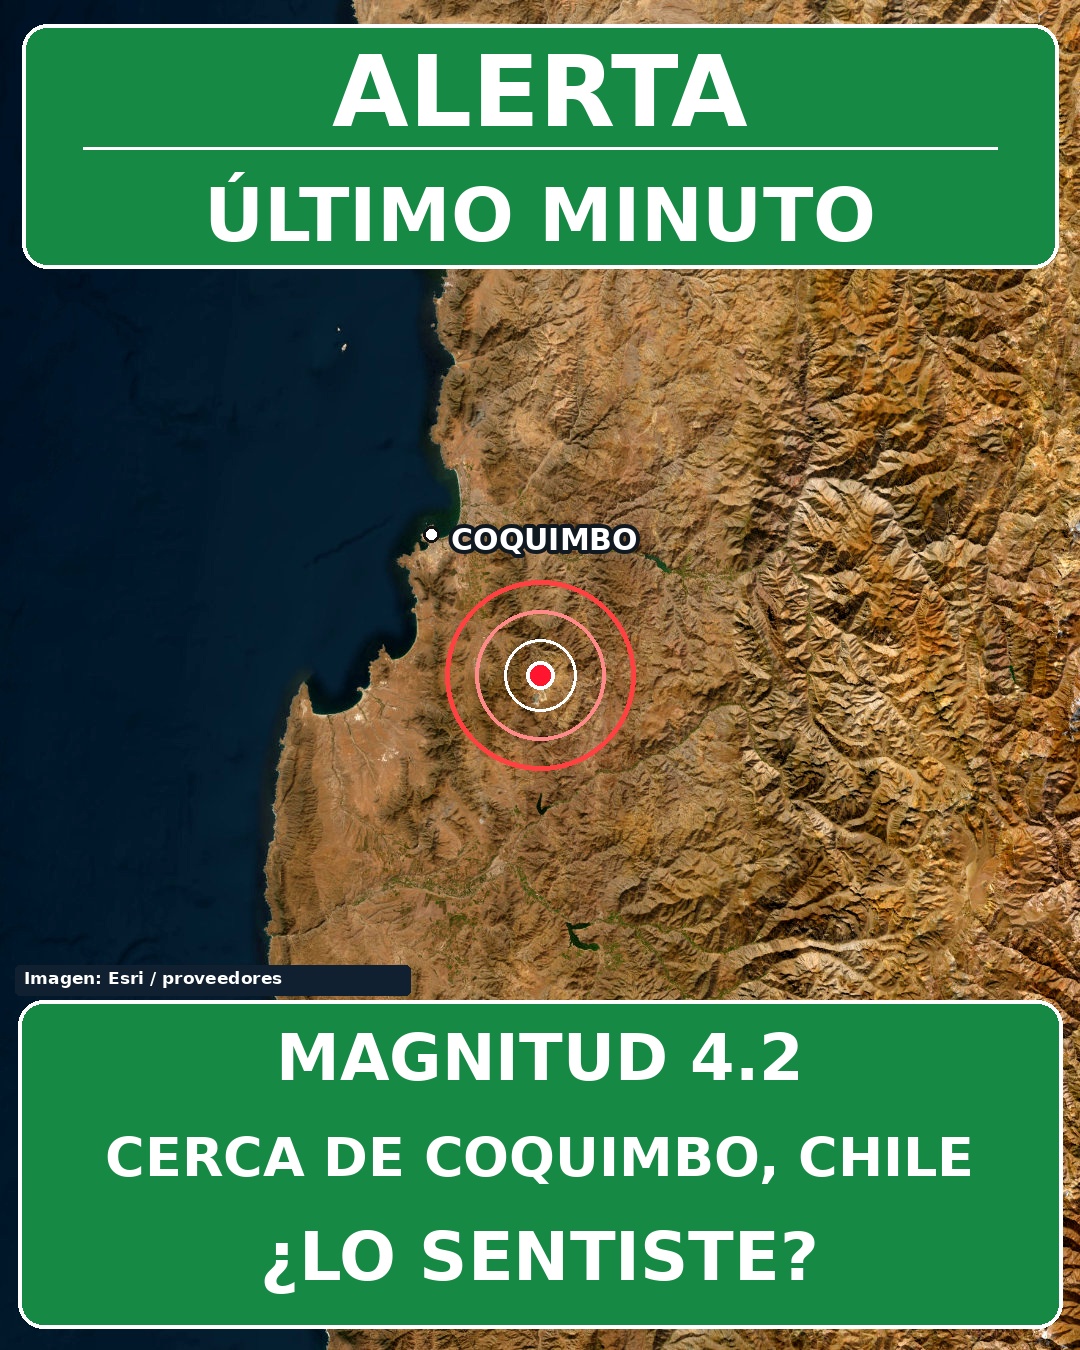 ALERTA
ÚLTIMO MINUTO
COQUIMBO
Imagen: Esri / proveedores
MAGNITUD 4.2
CERCA DE COQUIMBO, CHILE
¿LO SENTISTE?